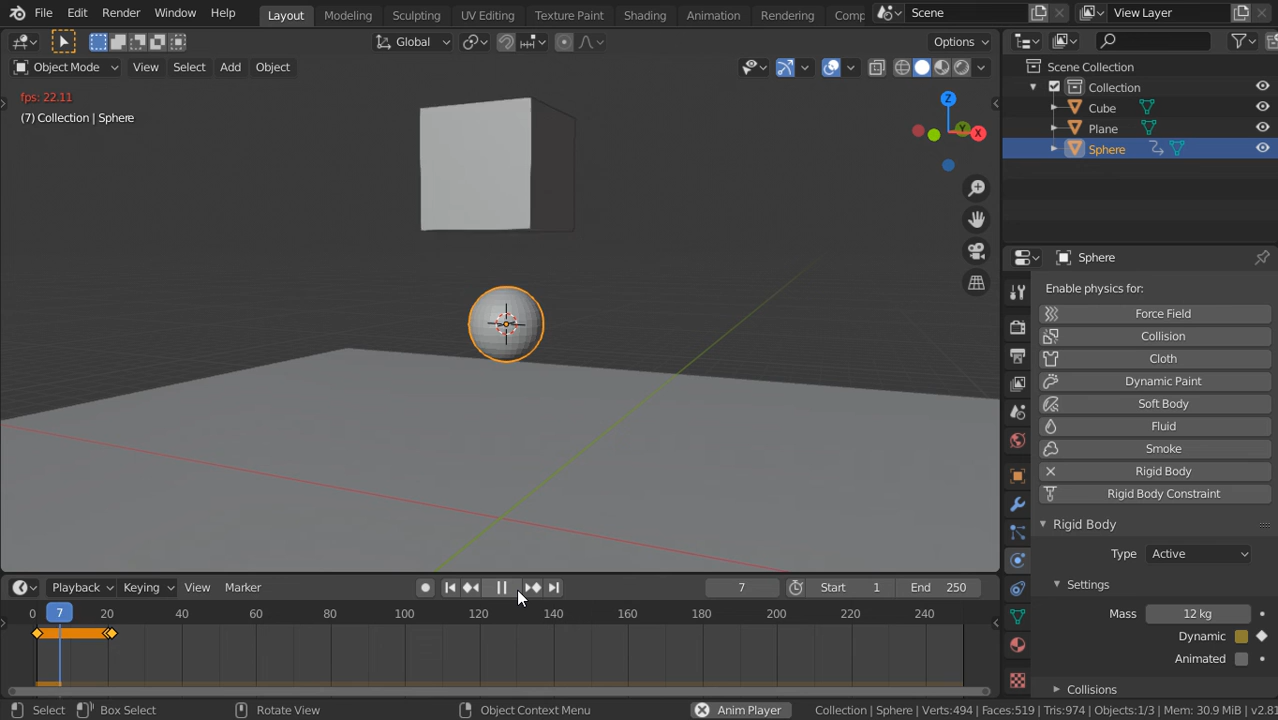 File Edit Render Window Help Layout Modeling Sculpting UV Editing Texture Paint Shading Animation Rendering Comp Scene View Layer
Global Options
Object Mode View Select Add Object
fps: 22.11
(7) Collection | Sphere
Z
Y
X
Scene Collection
Collection
Cube
Plane
Sphere
Sphere
Enable physics for:
Force Field
Collision
Cloth
Dynamic Paint
Soft Body
Fluid
Smoke
Rigid Body
Rigid Body Constraint
Rigid Body
Type Active
Settings
Mass 12 kg
Dynamic
Animated
Collisions
Playback Keying View Marker 7 Start 1 End 250
0 7 20 40 60 80 100 120 140 160 180 200 220 240
Select Box Select Rotate View Object Context Menu Anim Player Collection | Sphere | Verts:494 | Faces:519 | Tris:974 | Objects:1/3 | Mem: 30.9 MiB | v2.81